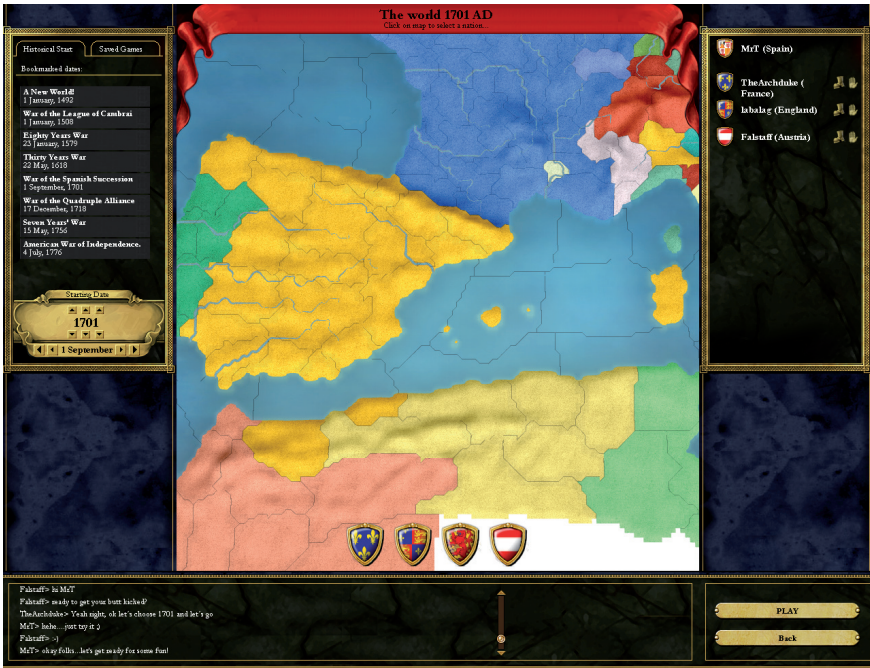 The world 1701 AD
Click on map to select a nation...
Historical Start
Saved Games
Bookmarked dates:
A New World!
1 January, 1492
War of the League of Cambrai
1 January, 1508
Eighty Years War
23 January, 1579
Thirty Years War
22 May, 1618
War of the Spanish Succession
1 September, 1701
War of the Quadruple Alliance
17 December, 1718
Seven Years' War
15 May, 1756
American War of Independence.
4 July, 1776
Starting Date
1701
1 September
MrT (Spain)
TheArchduke (
France)
labalag (England)
Falstaff (Austria)
Falstaff> hi MrT
Falstaff> ready to get your butt kicked?
TheArchduke> Yeah right, ok let's choose 1701 and let's go
MrT> hehe....just try it ;)
Falstaff> :-)
MrT> okay folks...let's get ready for some fun!
PLAY
Back